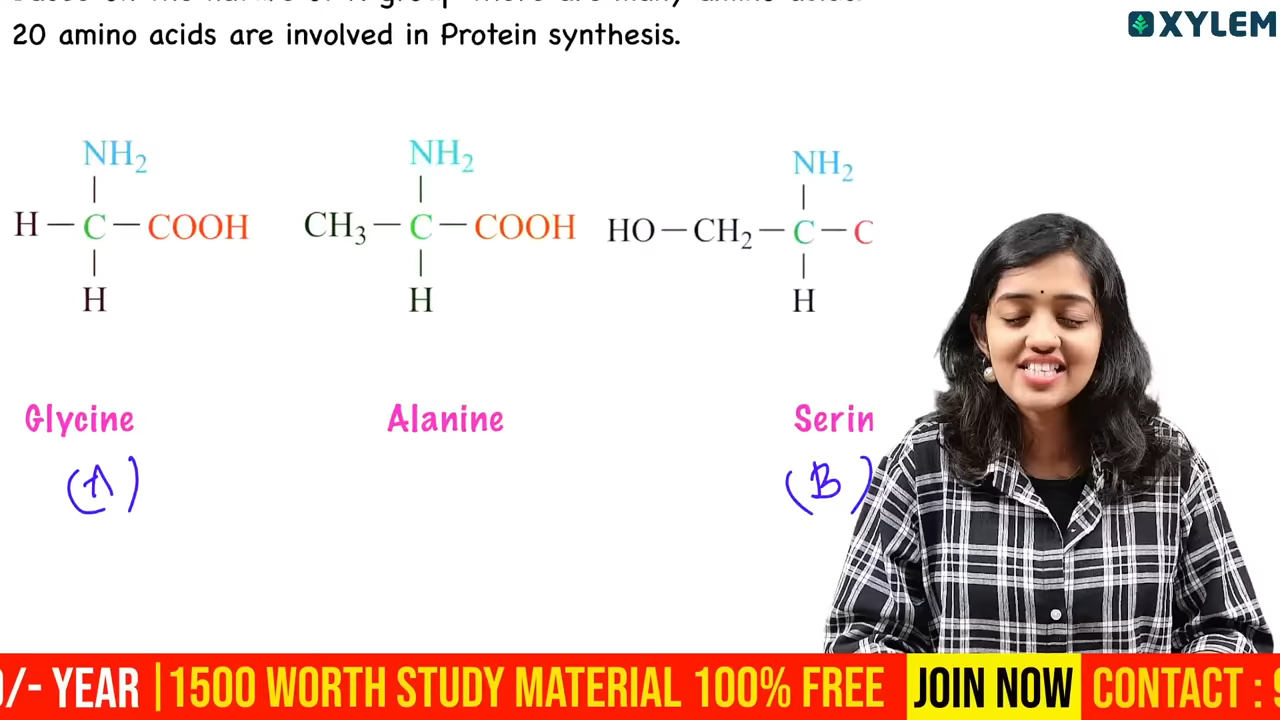 20 amino acids are involved in Protein synthesis.
XYLEM
NH₂ NH₂ NH₂
H — C — COOH CH₃ — C — COOH HO — CH₂ — C — C
H H H
Glycine Alanine Serin
(A) (B)
/- YEAR | 1500 WORTH STUDY MATERIAL 100% FREE JOIN NOW CONTACT :